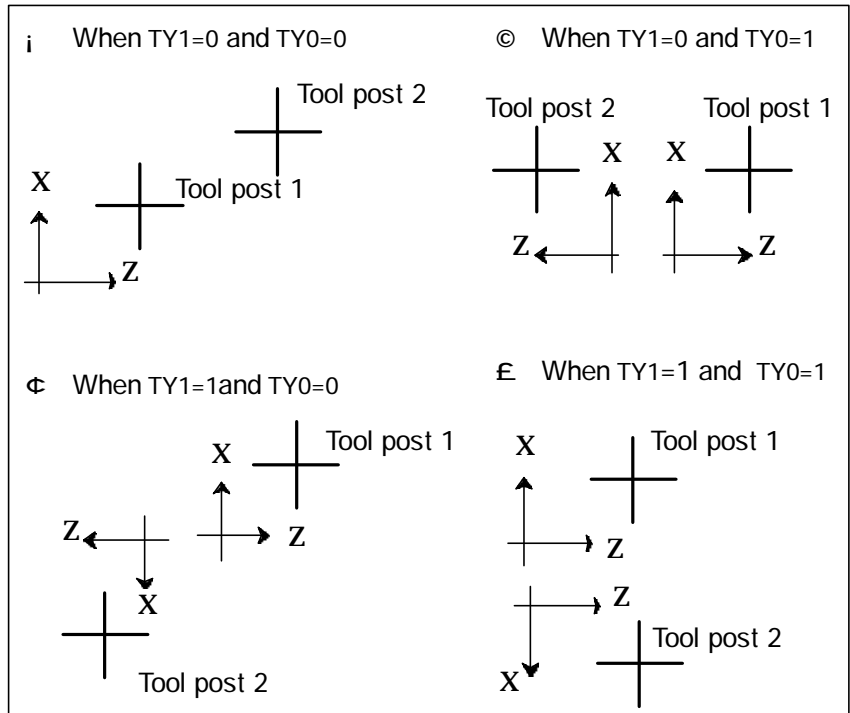 ¡ When TY1=0 and TY0=0
Tool post 2
Tool post 1
X
Z
© When TY1=0 and TY0=1
Tool post 2
Tool post 1
X X
Z Z
¢ When TY1=1and TY0=0
Tool post 1
X
Z Z
X
Tool post 2
£ When TY1=1 and TY0=1
Tool post 1
X
Z
Z
Tool post 2
X